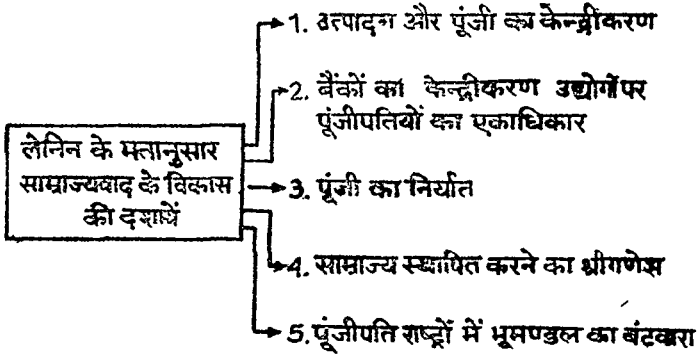 1. उत्पादन और पूंजी का केन्द्रीकरण
2. बैंकों का केन्द्रीकरण उद्योगों पर
पूंजीपतियों का एकाधिकार
लेनिन के मतानुसार
साम्राज्यवाद के विकास
की दशायें
3. पूंजी का निर्यात
4. साम्राज्य स्थापित करने का श्रीगणेश
5. पूंजीपति राष्ट्रों में भूमण्डल का बंटवारा